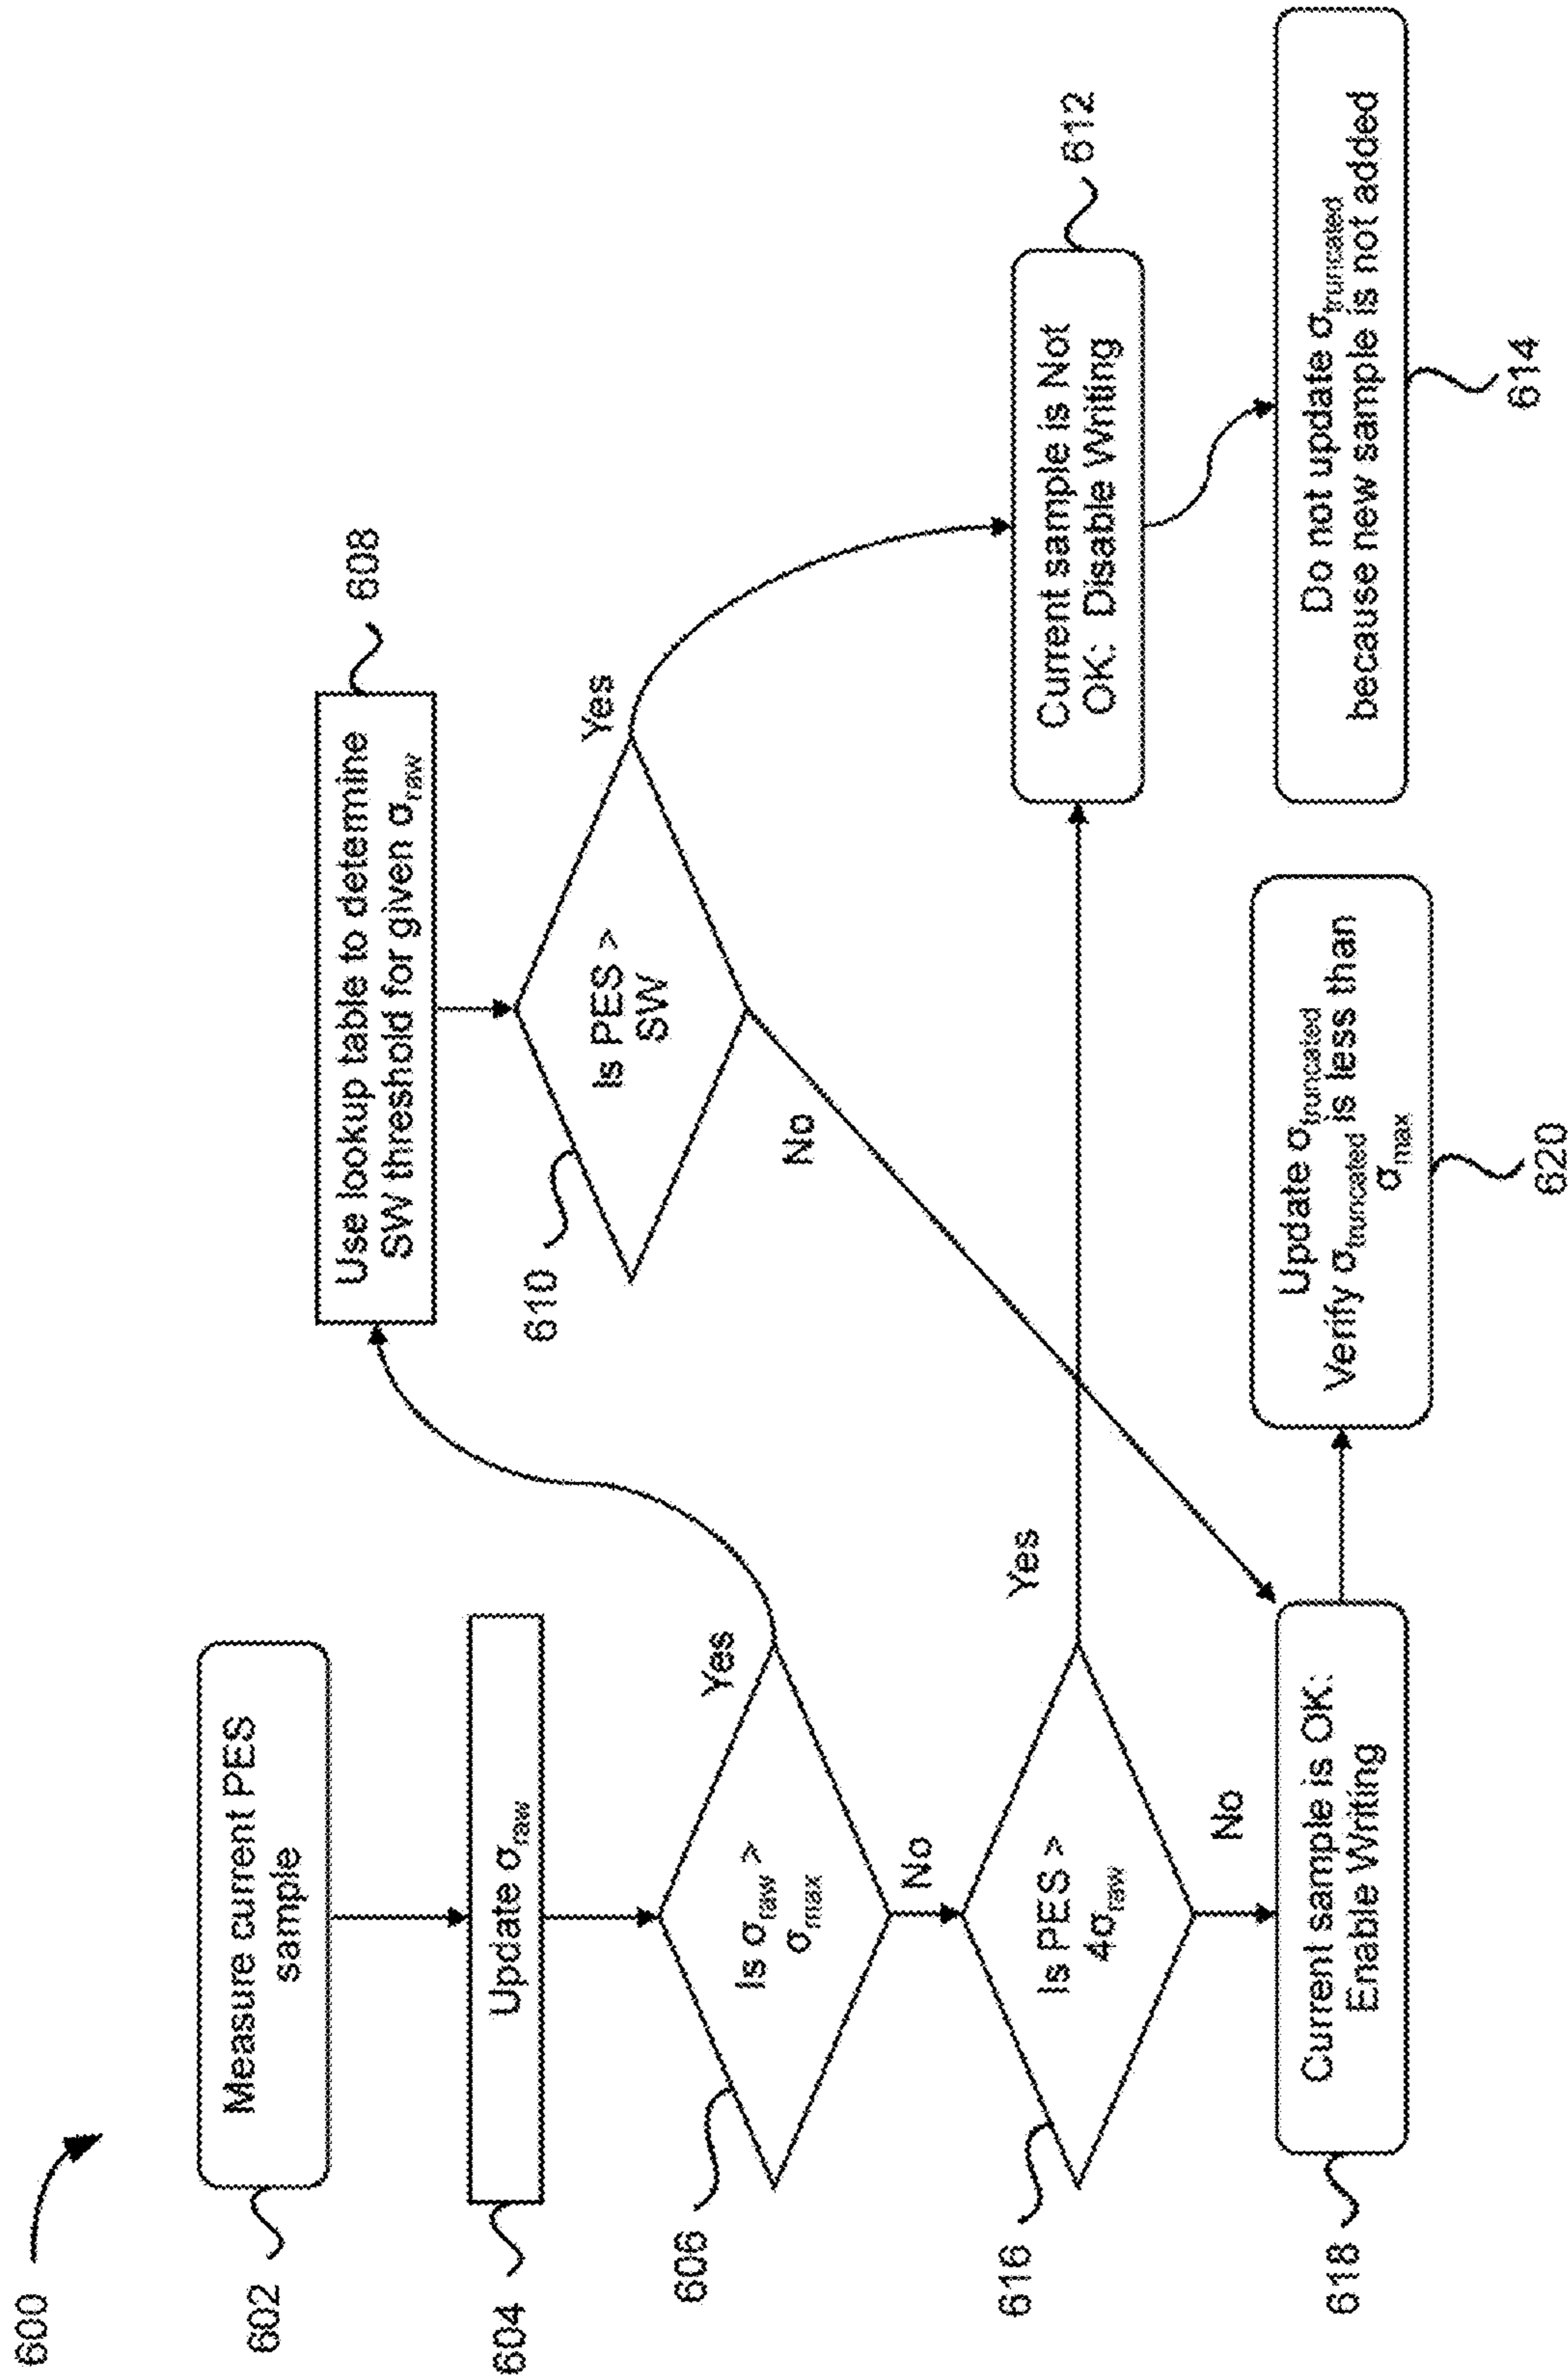 600
602
Measure current PES
sample
604
Update σraw
606
Is σraw >
σmax
Yes
No
608
Use lookup table to determine
SW threshold for given σraw
610
Is PES >
SW
Yes
No
616
Is PES >
4σraw
Yes
No
612
Current sample is Not
OK: Disable Writing
614
Do not update σtruncated
because new sample is not added
618
Current sample is OK:
Enable Writing
620
Update σtruncated
Verify σtruncated is less than
σmax